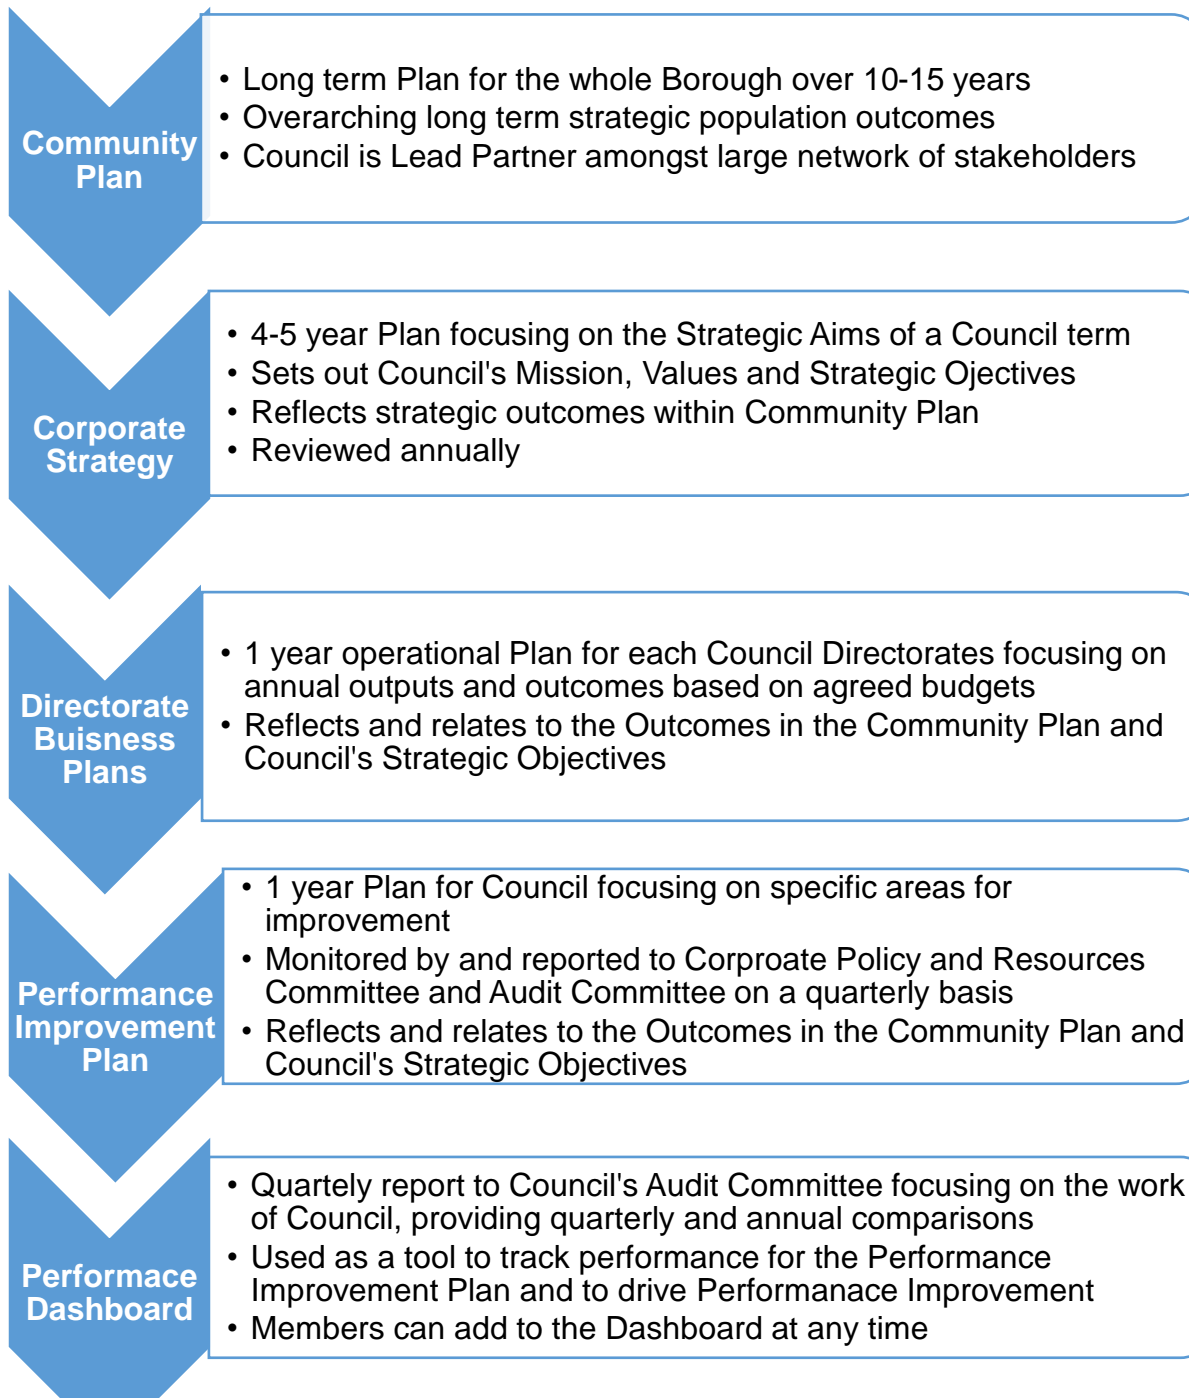 Community
Plan
• Long term Plan for the whole Borough over 10-15 years
• Overarching long term strategic population outcomes
• Council is Lead Partner amongst large network of stakeholders
Corporate
Strategy
• 4-5 year Plan focusing on the Strategic Aims of a Council term
• Sets out Council's Mission, Values and Strategic Ojectives
• Reflects strategic outcomes within Community Plan
• Reviewed annually
Directorate
Buisness
Plans
• 1 year operational Plan for each Council Directorates focusing on
annual outputs and outcomes based on agreed budgets
• Reflects and relates to the Outcomes in the Community Plan and
Council's Strategic Objectives
Performance
Improvement
Plan
• 1 year Plan for Council focusing on specific areas for
improvement
• Monitored by and reported to Corproate Policy and Resources
Committee and Audit Committee on a quarterly basis
• Reflects and relates to the Outcomes in the Community Plan and
Council's Strategic Objectives
Performace
Dashboard
• Quartely report to Council's Audit Committee focusing on the work
of Council, providing quarterly and annual comparisons
• Used as a tool to track performance for the Performance
Improvement Plan and to drive Performanace Improvement
• Members can add to the Dashboard at any time